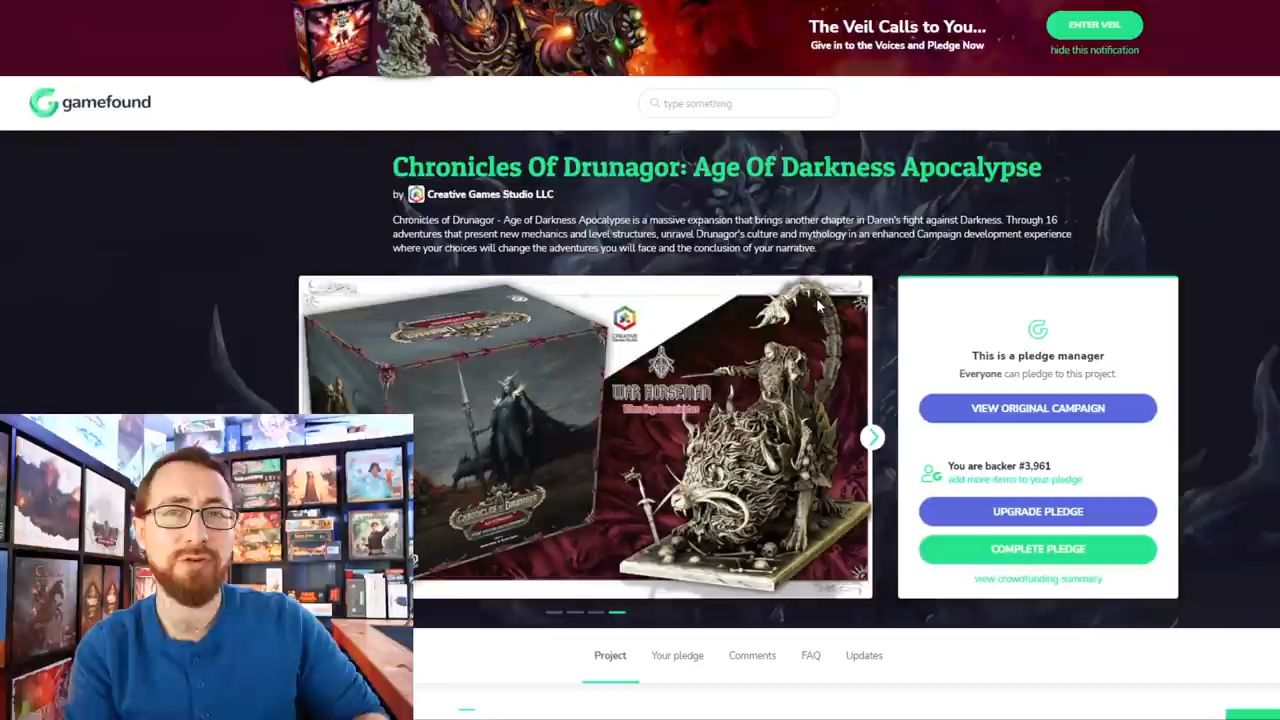 The Veil Calls to You...
Give in to the Voices and Pledge Now
ENTER VEIL
hide this notification
gamefound
type something
Chronicles Of Drunagor: Age Of Darkness Apocalypse
by Creative Games Studio LLC
Chronicles of Drunagor - Age of Darkness Apocalypse is a massive expansion that brings another chapter in Daren's fight against Darkness. Through 16
adventures that present new mechanics and level structures, unravel Drunagor's culture and mythology in an enhanced Campaign development experience
where your choices will change the adventures you will face and the conclusion of your narrative.
CREATIVE
Games Studio
WAR HORSEMAN
CHRONICLES OF DRUNAGOR
This is a pledge manager
Everyone can pledge to this project.
VIEW ORIGINAL CAMPAIGN
You are backer #3,961
add more items to your pledge
UPGRADE PLEDGE
COMPLETE PLEDGE
view crowdfunding summary
Project
Your pledge
Comments
FAQ
Updates